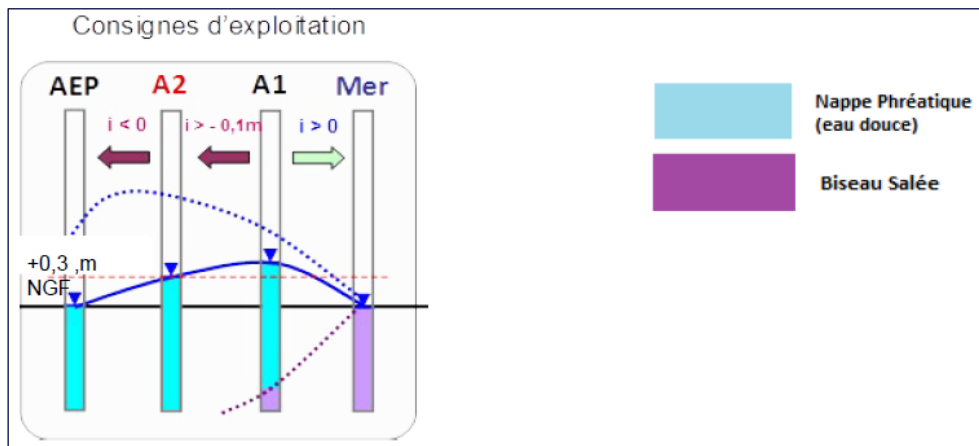 Consignes d'exploitation
AEP A2 A1 Mer
i < 0 i > - 0,1m i > 0
+0,3 ,m
NGF
Nappe Phréatique
(eau douce)
Biseau Salée